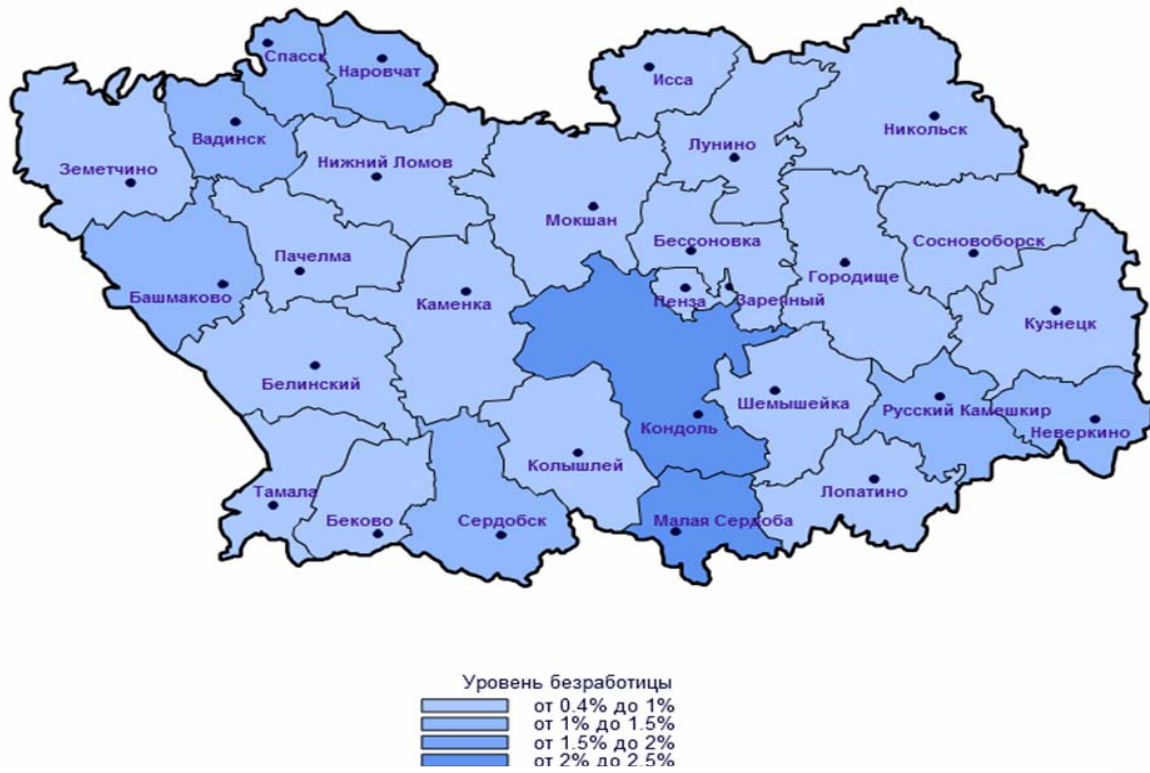 Спасск
Наровчат
Исса
Вадинск
Никольск
Лунино
Нижний Ломов
Земетчино
Мокшан
Бессоновка
Сосновоборск
Пачелма
Городище
Башмаково
Каменка
Пенза
Заречный
Кузнецк
Белинский
Шемышейка
Русский Камешкир
Кондоль
Неверкино
Колышлей
Тамала
Лопатино
Беково
Сердобск
Малая Сердоба
Уровень безработицы
от 0.4% до 1%
от 1% до 1.5%
от 1.5% до 2%
от 2% до 2.5%